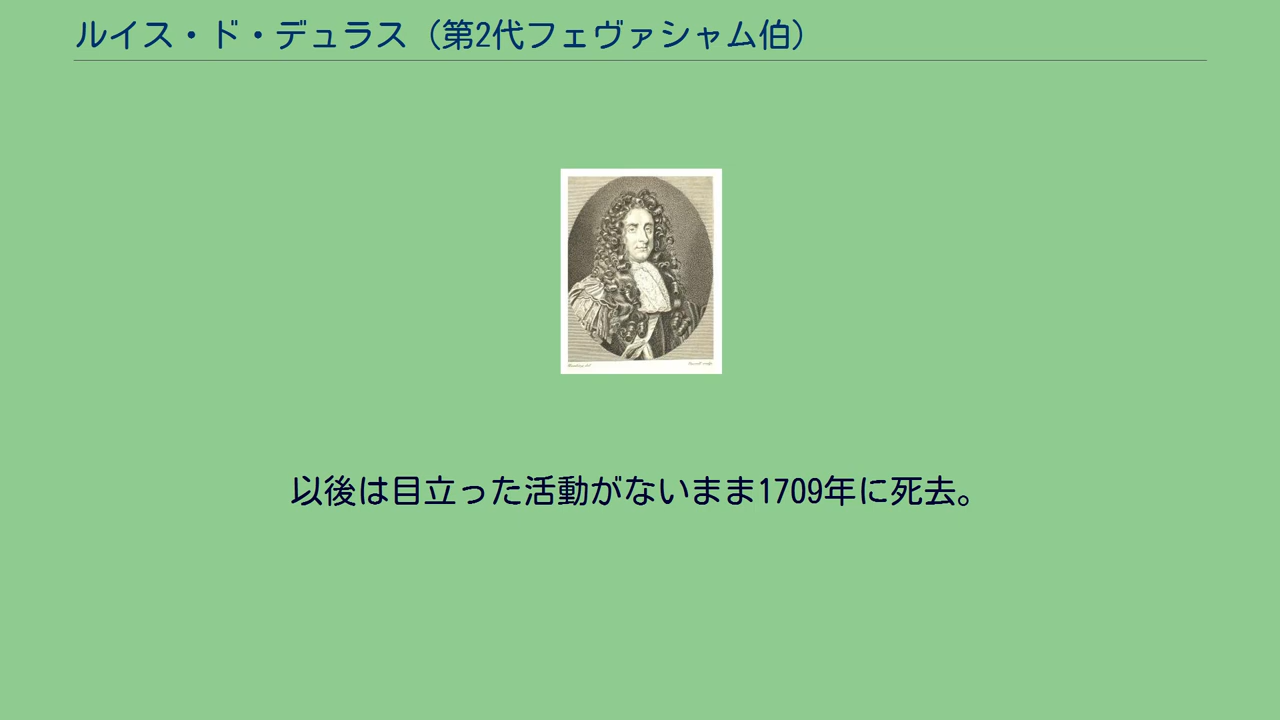 ルイス・ド・デュラス（第2代フェヴァシャム伯）
以後は目立った活動がないまま1709年に死去。